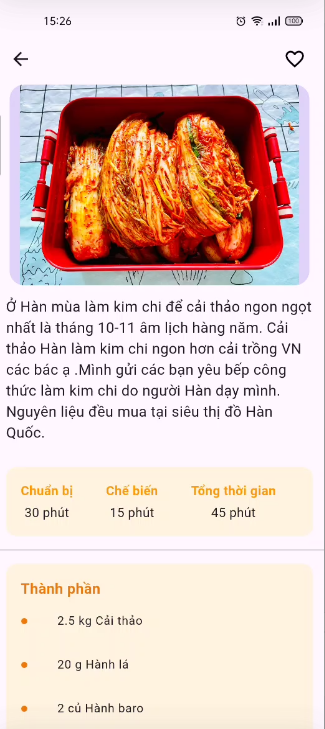 15:26
100
Ở Hàn mùa làm kim chi để cải thảo ngon ngọt
nhất là tháng 10-11 âm lịch hàng năm. Cải
thảo Hàn làm kim chi ngon hơn cải trồng VN
các bác ạ .Mình gửi các bạn yêu bếp công
thức làm kim chi do người Hàn dạy mình.
Nguyên liệu đều mua tại siêu thị đồ Hàn
Quốc.
Chuẩn bị Chế biến Tổng thời gian
30 phút 15 phút 45 phút
Thành phần
2.5 kg Cải thảo
20 g Hành lá
2 củ Hành baro